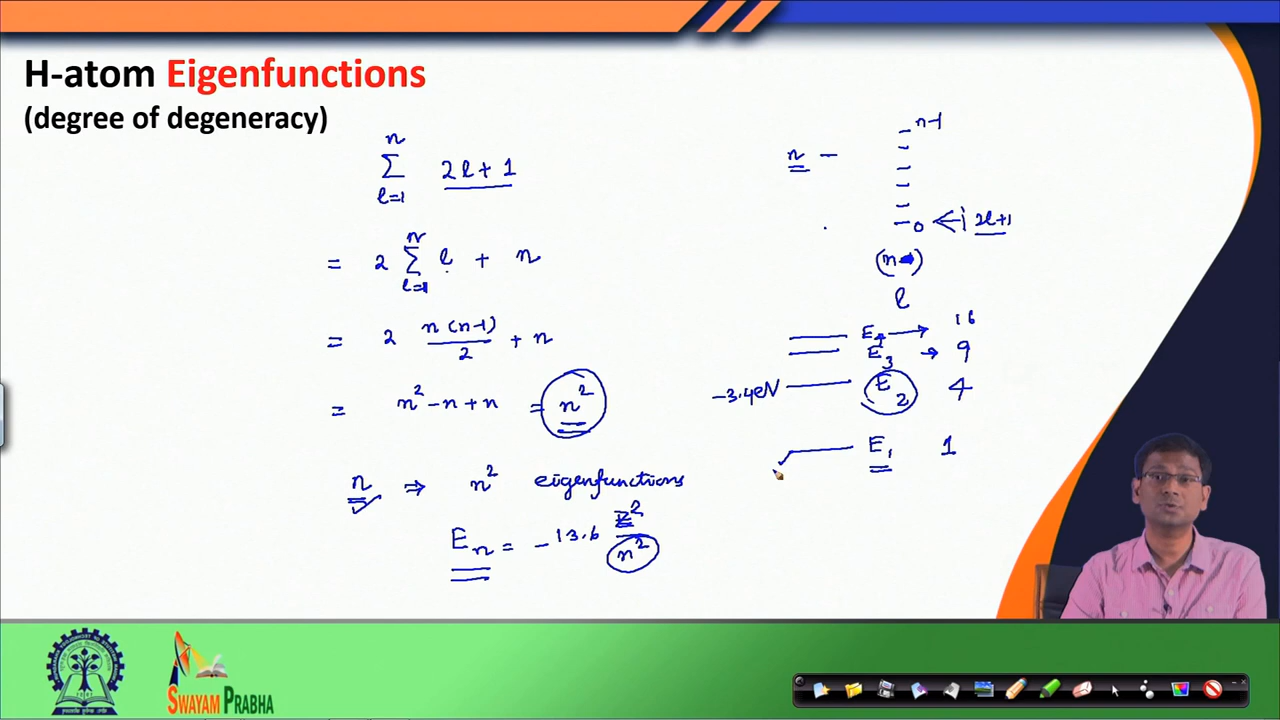 H-atom Eigenfunctions
(degree of degeneracy)
n
∑ 2l + 1
l=1
n
= 2 ∑ l + n
l=1
= 2 n(n-1)/2 + n
= n² - n + n = n²
n ⇒ n² eigenfunctions
Eₙ = -13.6 Z²/n²
n-1
n -
0 ← 2l+1
l
E₄ → 16
E₃ → 9
-3.4eV E₂ 4
E₁ 1
SWAYAM PRABHA